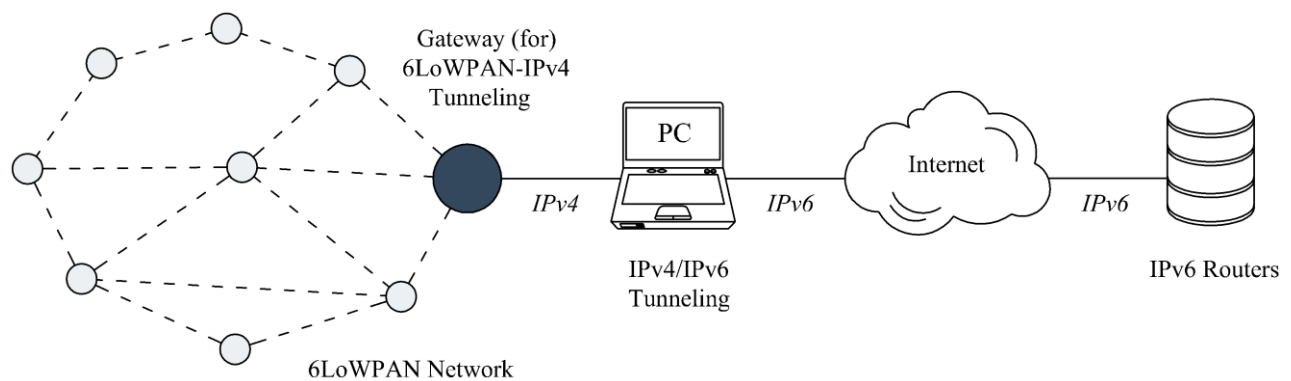 Gateway (for)
6LoWPAN-IPv4
Tunneling
PC
Internet
IPv4
IPv6
IPv6
IPv4/IPv6
Tunneling
IPv6 Routers
6LoWPAN Network